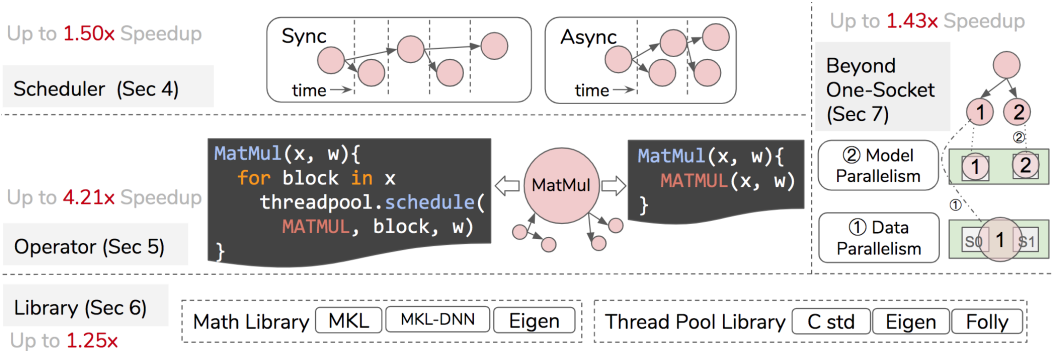 Up to 1.50x Speedup
Scheduler (Sec 4)
Sync
time
Async
time
Up to 4.21x Speedup
Operator (Sec 5)
MatMul(x, w){
for block in x
threadpool.schedule(
MATMUL, block, w)
}
MatMul
MatMul(x, w){
MATMUL(x, w)
}
Up to 1.43x Speedup
Beyond
One-Socket
(Sec 7)
1
2
②
② Model
Parallelism
1
2
①
① Data
Parallelism
S0
1
S1
Library (Sec 6)
Up to 1.25x
Math Library
MKL
MKL-DNN
Eigen
Thread Pool Library
C std
Eigen
Folly